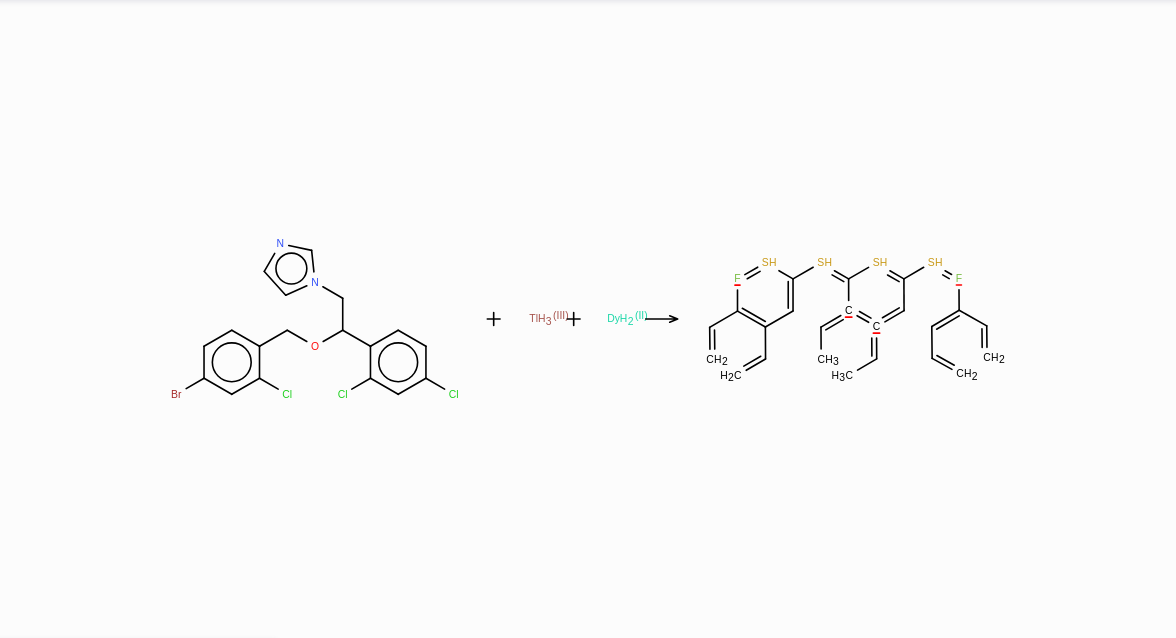 N
N
O
Br
Cl
Cl
Cl
+
TlH3(III)
+
DyH2(II)
SH
SH
SH
SH
F
F
C
C
CH2
H2C
CH3
H3C
CH2
CH2